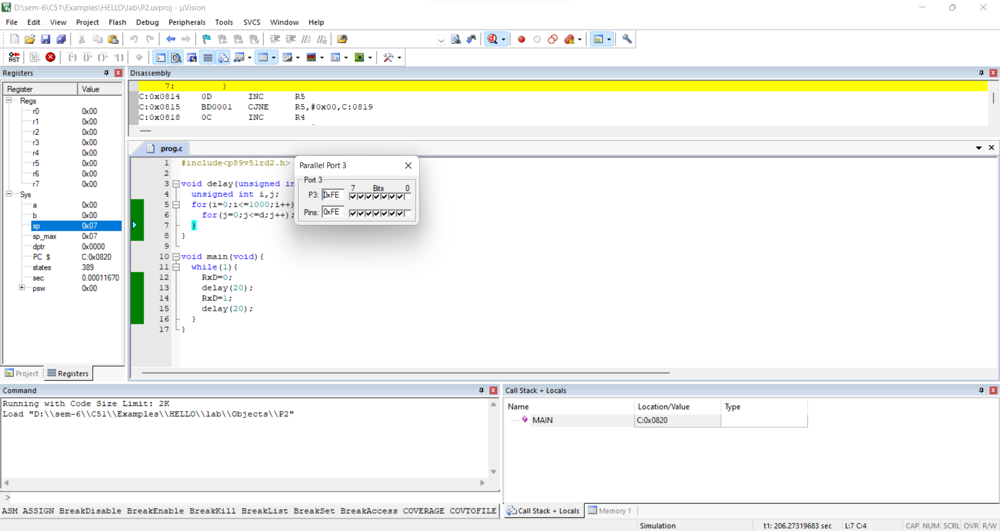 D:\sem-6\C51\Examples\HELLO\lab\P2.uvproj - µVision
File Edit View Project Flash Debug Peripherals Tools SVCS Window Help
RST
Registers
Register Value
Regs
r0 0x00
r1 0x00
r2 0x00
r3 0x00
r4 0x00
r5 0x00
r6 0x00
r7 0x00
Sys
a 0x00
b 0x00
sp 0x07
sp_max 0x07
dptr 0x0000
PC $ C:0x0820
states 389
sec 0.00011670
psw 0x00
Project Registers
Disassembly
7: }
C:0x0814 0D INC R5
C:0x0815 BD0001 CJNE R5,#0x00,C:0819
C:0x0818 0C INC R4
prog.c
1 #include<p89v51rd2.h>
2
3 void delay(unsigned in
4 unsigned int i,j;
5 for(i=0;i<=1000;i++)
6 for(j=0;j<=d;j++);
7 }
8 }
9
10 void main(void){
11 while(1){
12 RxD=0;
13 delay(20);
14 RxD=1;
15 delay(20);
16 }
17 }
Parallel Port 3
Port 3
7 Bits 0
P3: 0xFE
Pins: 0xFE
Command
Running with Code Size Limit: 2K
Load "D:\\sem-6\\C51\\Examples\\HELLO\\lab\\Objects\\P2"
>
ASM ASSIGN BreakDisable BreakEnable BreakKill BreakList BreakSet BreakAccess COVERAGE COVTOFILE
Call Stack + Locals
Name Location/Value Type
MAIN C:0x0820
Call Stack + Locals Memory 1
Simulation t1: 206.27319683 sec L:7 C:4 CAP NUM SCRL OVR R/W